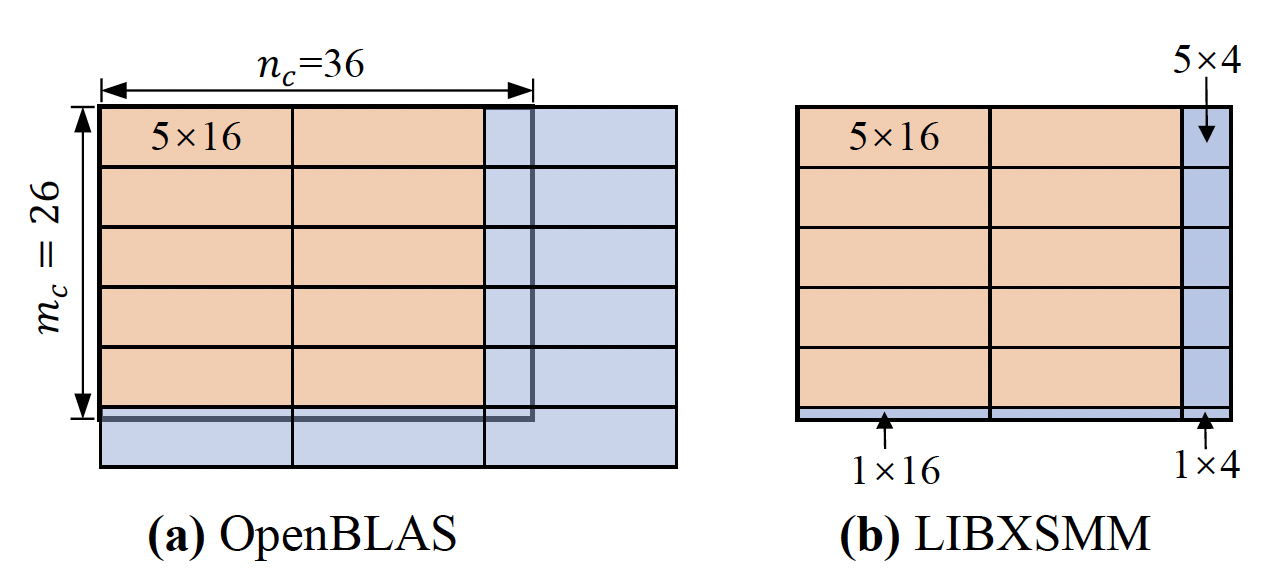 n_c=36
5×16
m_c = 26
(a) OpenBLAS
5×4
5×16
1×16
1×4
(b) LIBXSMM